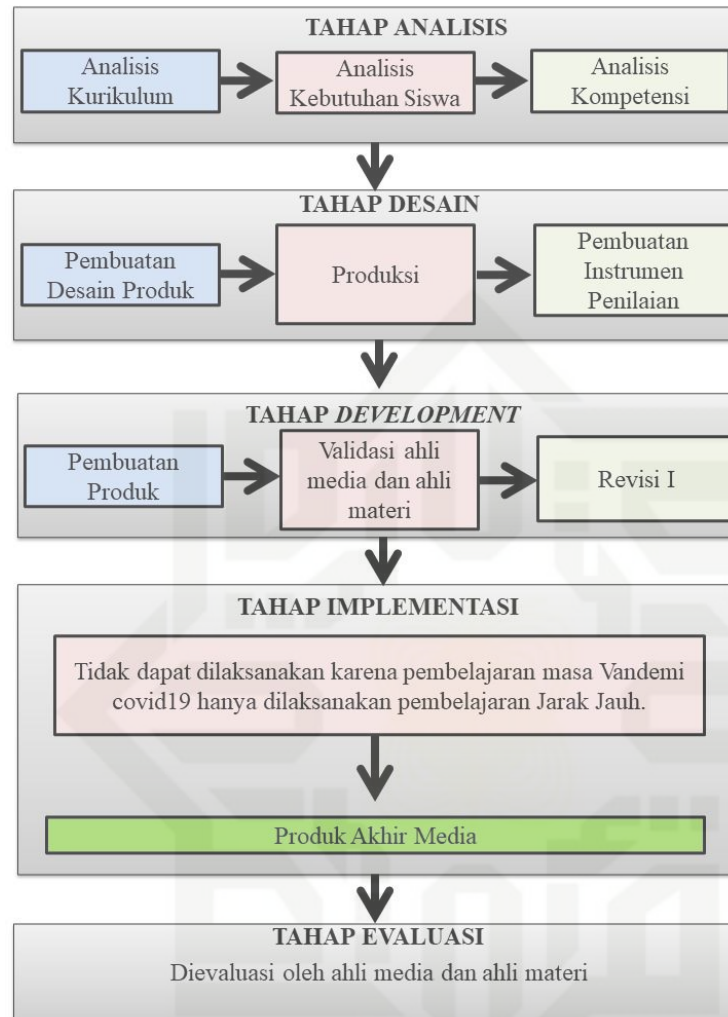 TAHAP ANALISIS
Analisis
Kurikulum
Analisis
Kebutuhan Siswa
Analisis
Kompetensi
TAHAP DESAIN
Pembuatan
Desain Produk
Produksi
Pembuatan
Instrumen
Penilaian
TAHAP DEVELOPMENT
Pembuatan
Produk
Validasi ahli
media dan ahli
materi
Revisi I
TAHAP IMPLEMENTASI
Tidak dapat dilaksanakan karena pembelajaran masa Vandemi
covid19 hanya dilaksanakan pembelajaran Jarak Jauh.
Produk Akhir Media
TAHAP EVALUASI
Dievaluasi oleh ahli media dan ahli materi